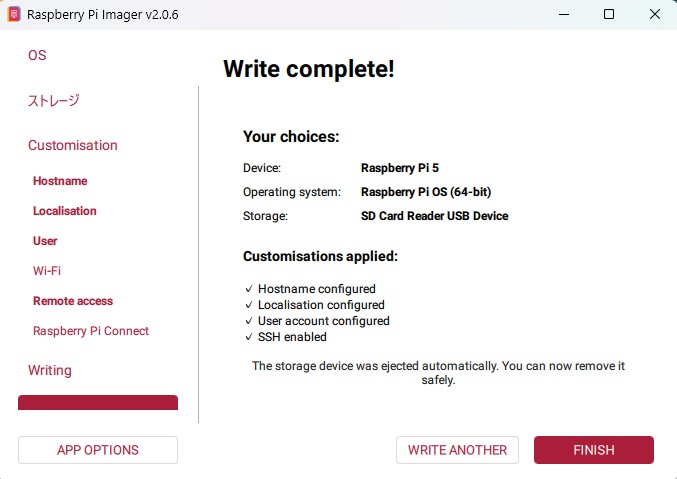 Raspberry Pi Imager v2.0.6
OS
ストレージ
Customisation
Hostname
Localisation
User
Wi-Fi
Remote access
Raspberry Pi Connect
Writing
APP OPTIONS
Write complete!
Your choices:
Device: Raspberry Pi 5
Operating system: Raspberry Pi OS (64-bit)
Storage: SD Card Reader USB Device
Customisations applied:
✓ Hostname configured
✓ Localisation configured
✓ User account configured
✓ SSH enabled
The storage device was ejected automatically. You can now remove it
safely.
WRITE ANOTHER
FINISH